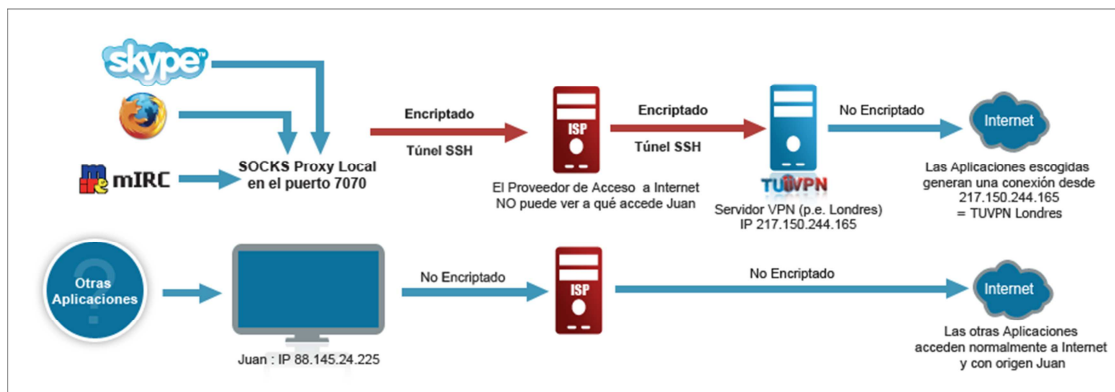 skype™
mIRC
SOCKS Proxy Local
en el puerto 7070
Encriptado
Túnel SSH
ISP
El Proveedor de Acceso a Internet
NO puede ver a qué accede Juan
Encriptado
Túnel SSH
TUVPN
Servidor VPN (p.e. Londres)
IP 217.150.244.165
No Encriptado
Internet
Las Aplicaciones escogidas
generan una conexión desde
217.150.244.165
= TUVPN Londres
?
Otras
Aplicaciones
Juan : IP 88.145.24.225
No Encriptado
ISP
No Encriptado
Internet
Las otras Aplicaciones
acceden normalmente a Internet
y con origen Juan